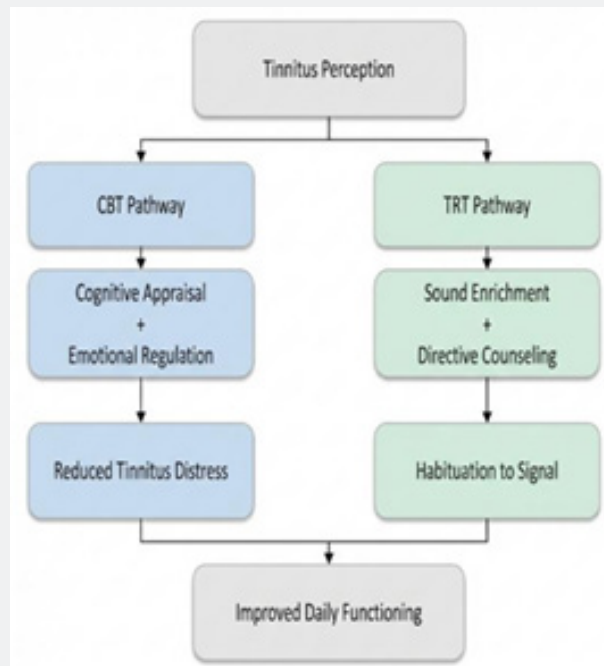 Tinnitus Perception
CBT Pathway
TRT Pathway
Cognitive Appraisal
+
Emotional Regulation
Sound Enrichment
+
Directive Counseling
Reduced Tinnitus Distress
Habituation to Signal
Improved Daily Functioning